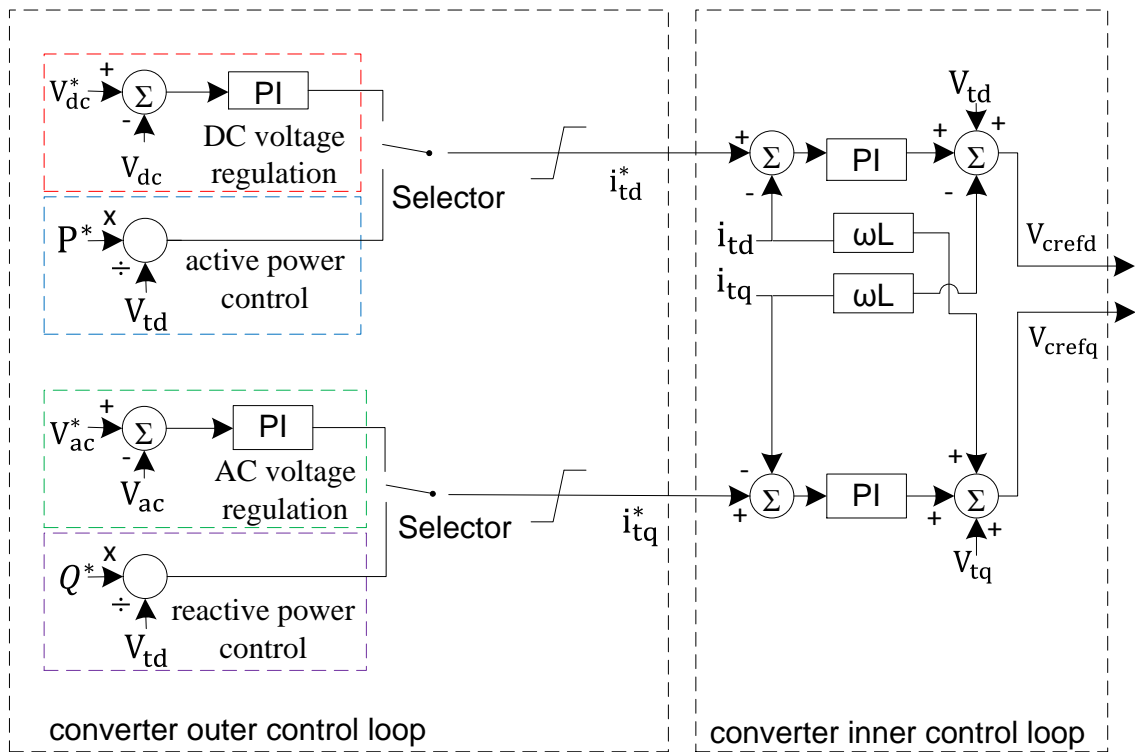 V*dc
+
Σ
-
Vdc
PI
DC voltage
regulation
P*
x
÷
Vtd
active power
control
Selector
i*td
V*ac
+
Σ
-
Vac
PI
AC voltage
regulation
Q*
x
÷
Vtd
reactive power
control
Selector
i*tq
converter outer control loop
+
Σ
-
PI
+
Vtd
+
Σ
-
itd
ωL
itq
ωL
Vcrefd
Vcrefq
-
Σ
+
PI
+
+
Σ
+
Vtq
converter inner control loop